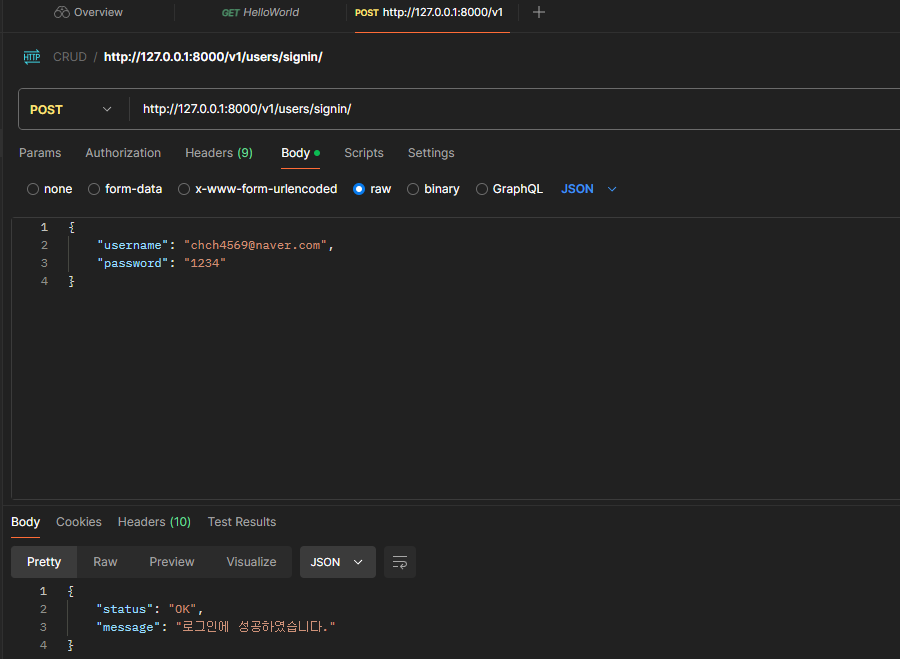 Overview GET HelloWorld POST http://127.0.0.1:8000/v1
HTTP CRUD / http://127.0.0.1:8000/v1/users/signin/
POST http://127.0.0.1:8000/v1/users/signin/
Params Authorization Headers (9) Body Scripts Settings
none form-data x-www-form-urlencoded raw binary GraphQL JSON
1 {
2 "username": "chch4569@naver.com",
3 "password": "1234"
4 }
Body Cookies Headers (10) Test Results
Pretty Raw Preview Visualize JSON
1 {
2 "status": "OK",
3 "message": "로그인에 성공하였습니다."
4 }